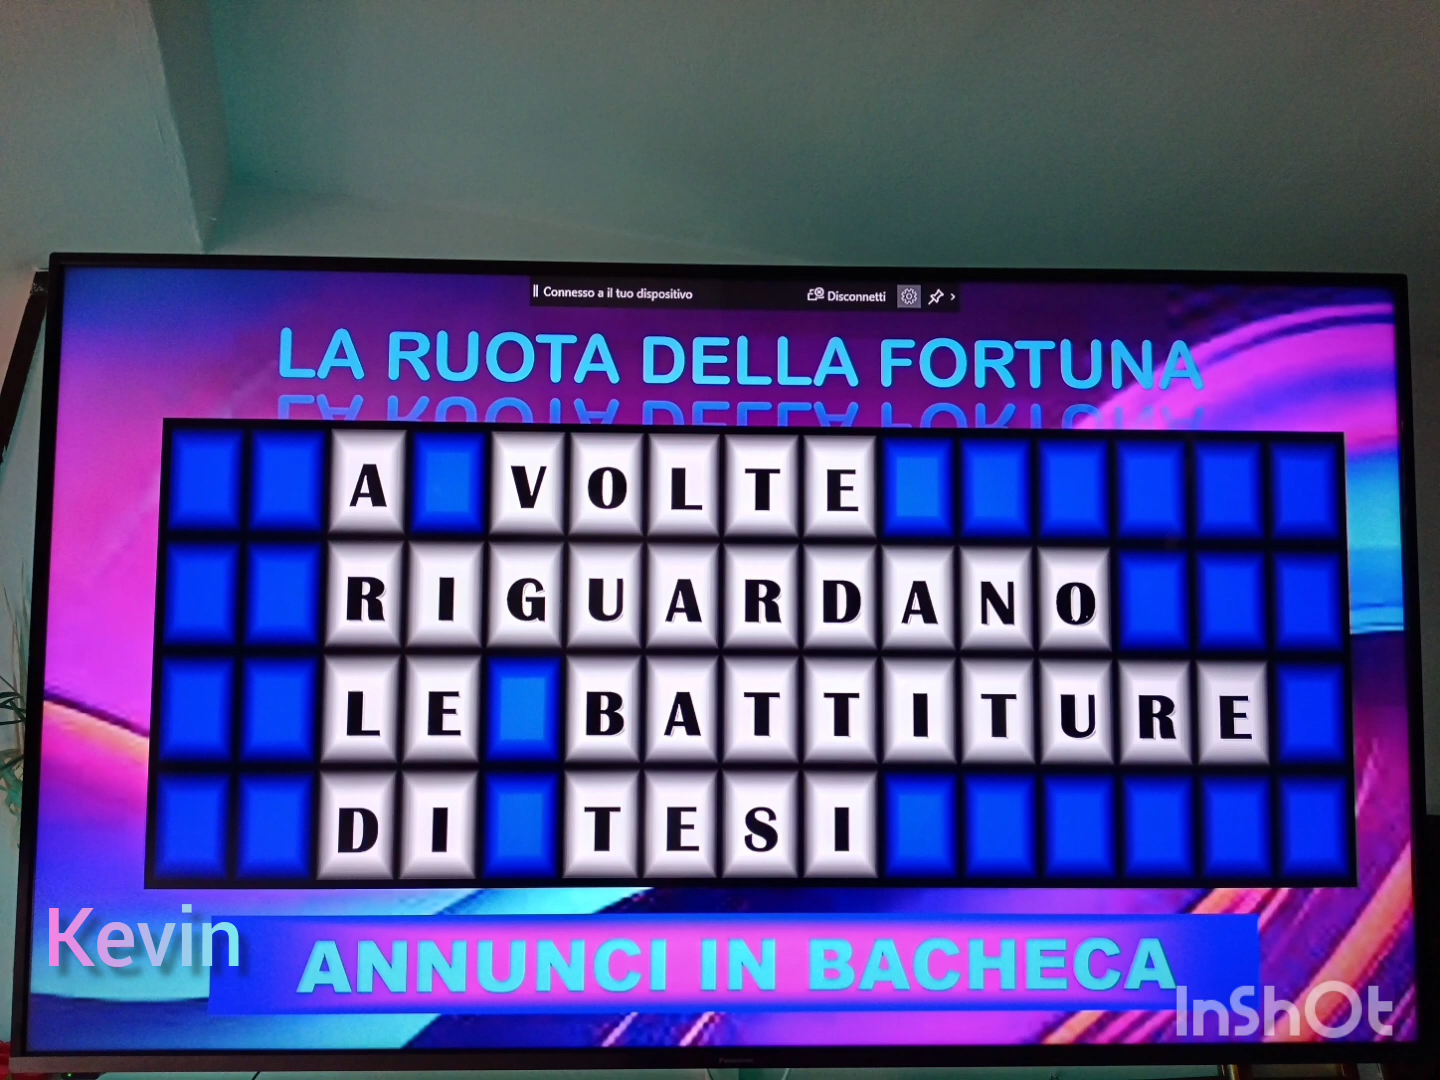 Connesso a il tuo dispositivo Disconnetti
LA RUOTA DELLA FORTUNA
A VOLTE
RIGUARDANO
LE BATTITURE
DI TESI
Kevin
ANNUNCI IN BACHECA
InShOt
Panasonic